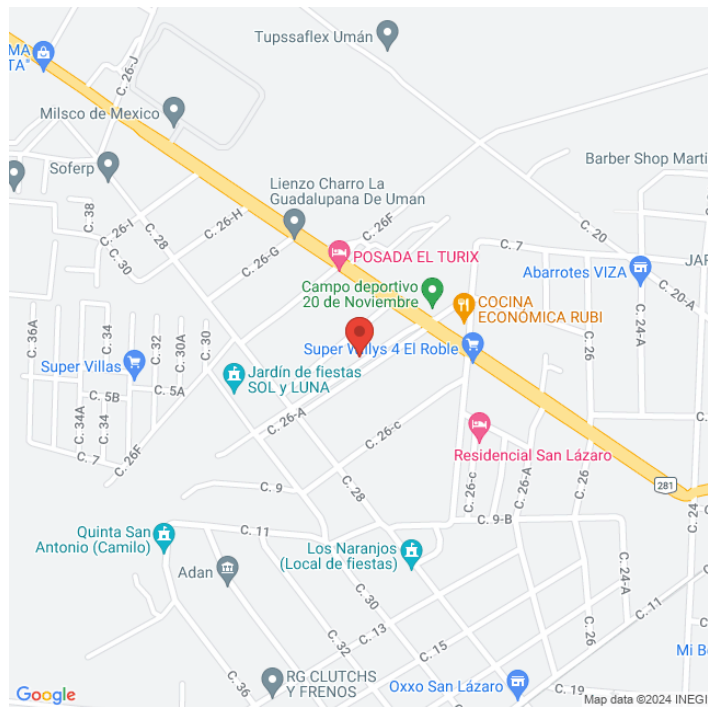 Tupssaflex Umán
C. 26-J
MA
TA"
Milsco de Mexico
Soferp
Barber Shop Marti
Lienzo Charro La
Guadalupana De Uman
C. 38
C. 26-I
C. 26-H
C. 26-G
C. 26F
C. 28
C. 30
C. 20
C. 7
POSADA EL TURIX
Abarrotes VIZA
JAR
C. 20-A
Campo deportivo
20 de Noviembre
COCINA
ECONÓMICA RUBI
C. 24-A
C. 26
C. 36A
C. 34
C. 32
C. 30A
C. 30
Super Villas
Super Willys 4 El Roble
Jardín de fiestas
SOL y LUNA
C. 5B
C. 5A
C. 34A
C. 34
C. 7
C. 26F
C. 26-A
C. 26-c
Residencial San Lázaro
C. 26-c
C. 26-A
C. 26
281
C. 24
C. 9
C. 28
C. 11
C. 9-B
Quinta San
Antonio (Camilo)
Los Naranjos
(Local de fiestas)
Adan
C. 24-A
C. 11
C. 30
C. 32
C. 13
C. 15
C. 26
C. 36
Mi Be
RG CLUTCHS
Y FRENOS
Oxxo San Lázaro
C. 19
Google
Map data ©2024 INEGI